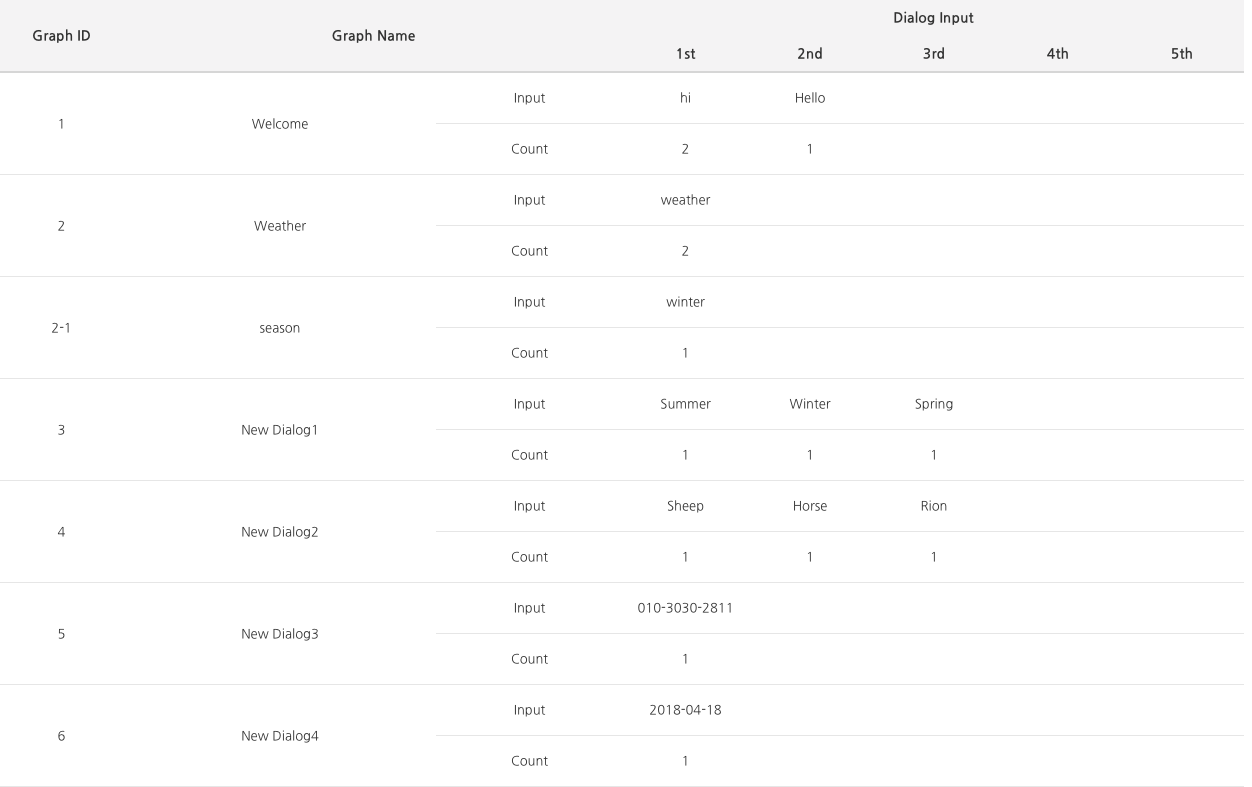 Graph ID Graph Name Dialog Input
1st 2nd 3rd 4th 5th
Input hi Hello
1 Welcome
Count 2 1
Input weather
2 Weather
Count 2
Input winter
2-1 season
Count 1
Input Summer Winter Spring
3 New Dialog1
Count 1 1 1
Input Sheep Horse Rion
4 New Dialog2
Count 1 1 1
Input 010-3030-2811
5 New Dialog3
Count 1
Input 2018-04-18
6 New Dialog4
Count 1